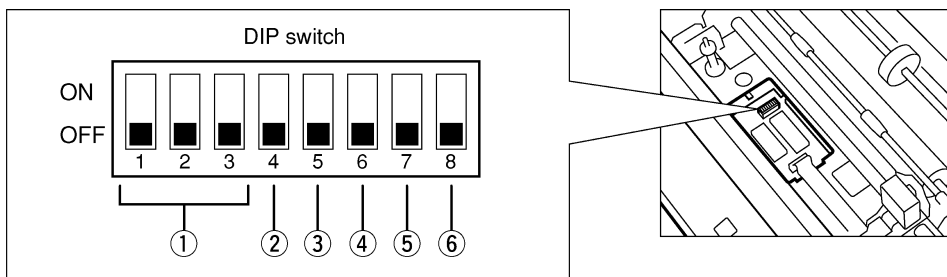 DIP switch
ON
OFF
1 2 3 4 5 6 7 8
① ② ③ ④ ⑤ ⑥